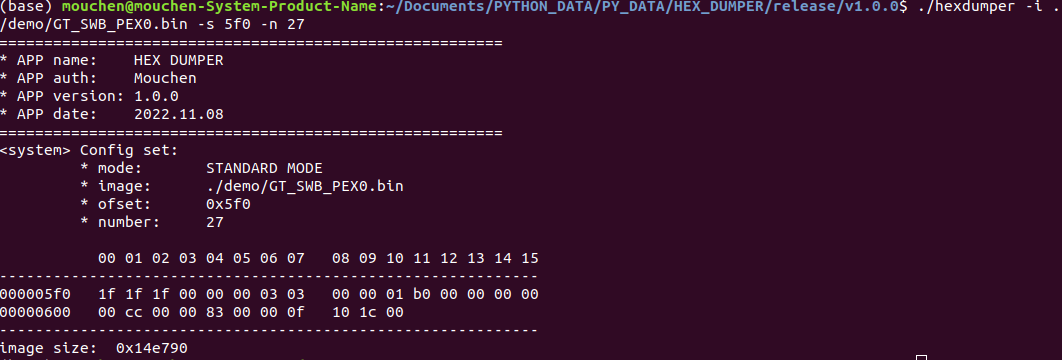 (base) mouchen@mouchen-System-Product-Name:~/Documents/PYTHON_DATA/PY_DATA/HEX_DUMPER/release/v1.0.0$ ./hexdumper -i .
/demo/GT_SWB_PEX0.bin -s 5f0 -n 27
========================================================
* APP name:    HEX DUMPER
* APP auth:    Mouchen
* APP version: 1.0.0
* APP date:    2022.11.08
========================================================
<system> Config set:
         * mode:       STANDARD MODE
         * image:      ./demo/GT_SWB_PEX0.bin
         * ofset:      0x5f0
         * number:     27

           00 01 02 03 04 05 06 07   08 09 10 11 12 13 14 15
------------------------------------------------------------
000005f0   1f 1f 1f 00 00 00 03 03   00 00 01 b0 00 00 00 00
00000600   00 cc 00 00 83 00 00 0f   10 1c 00
------------------------------------------------------------
image size:  0x14e790